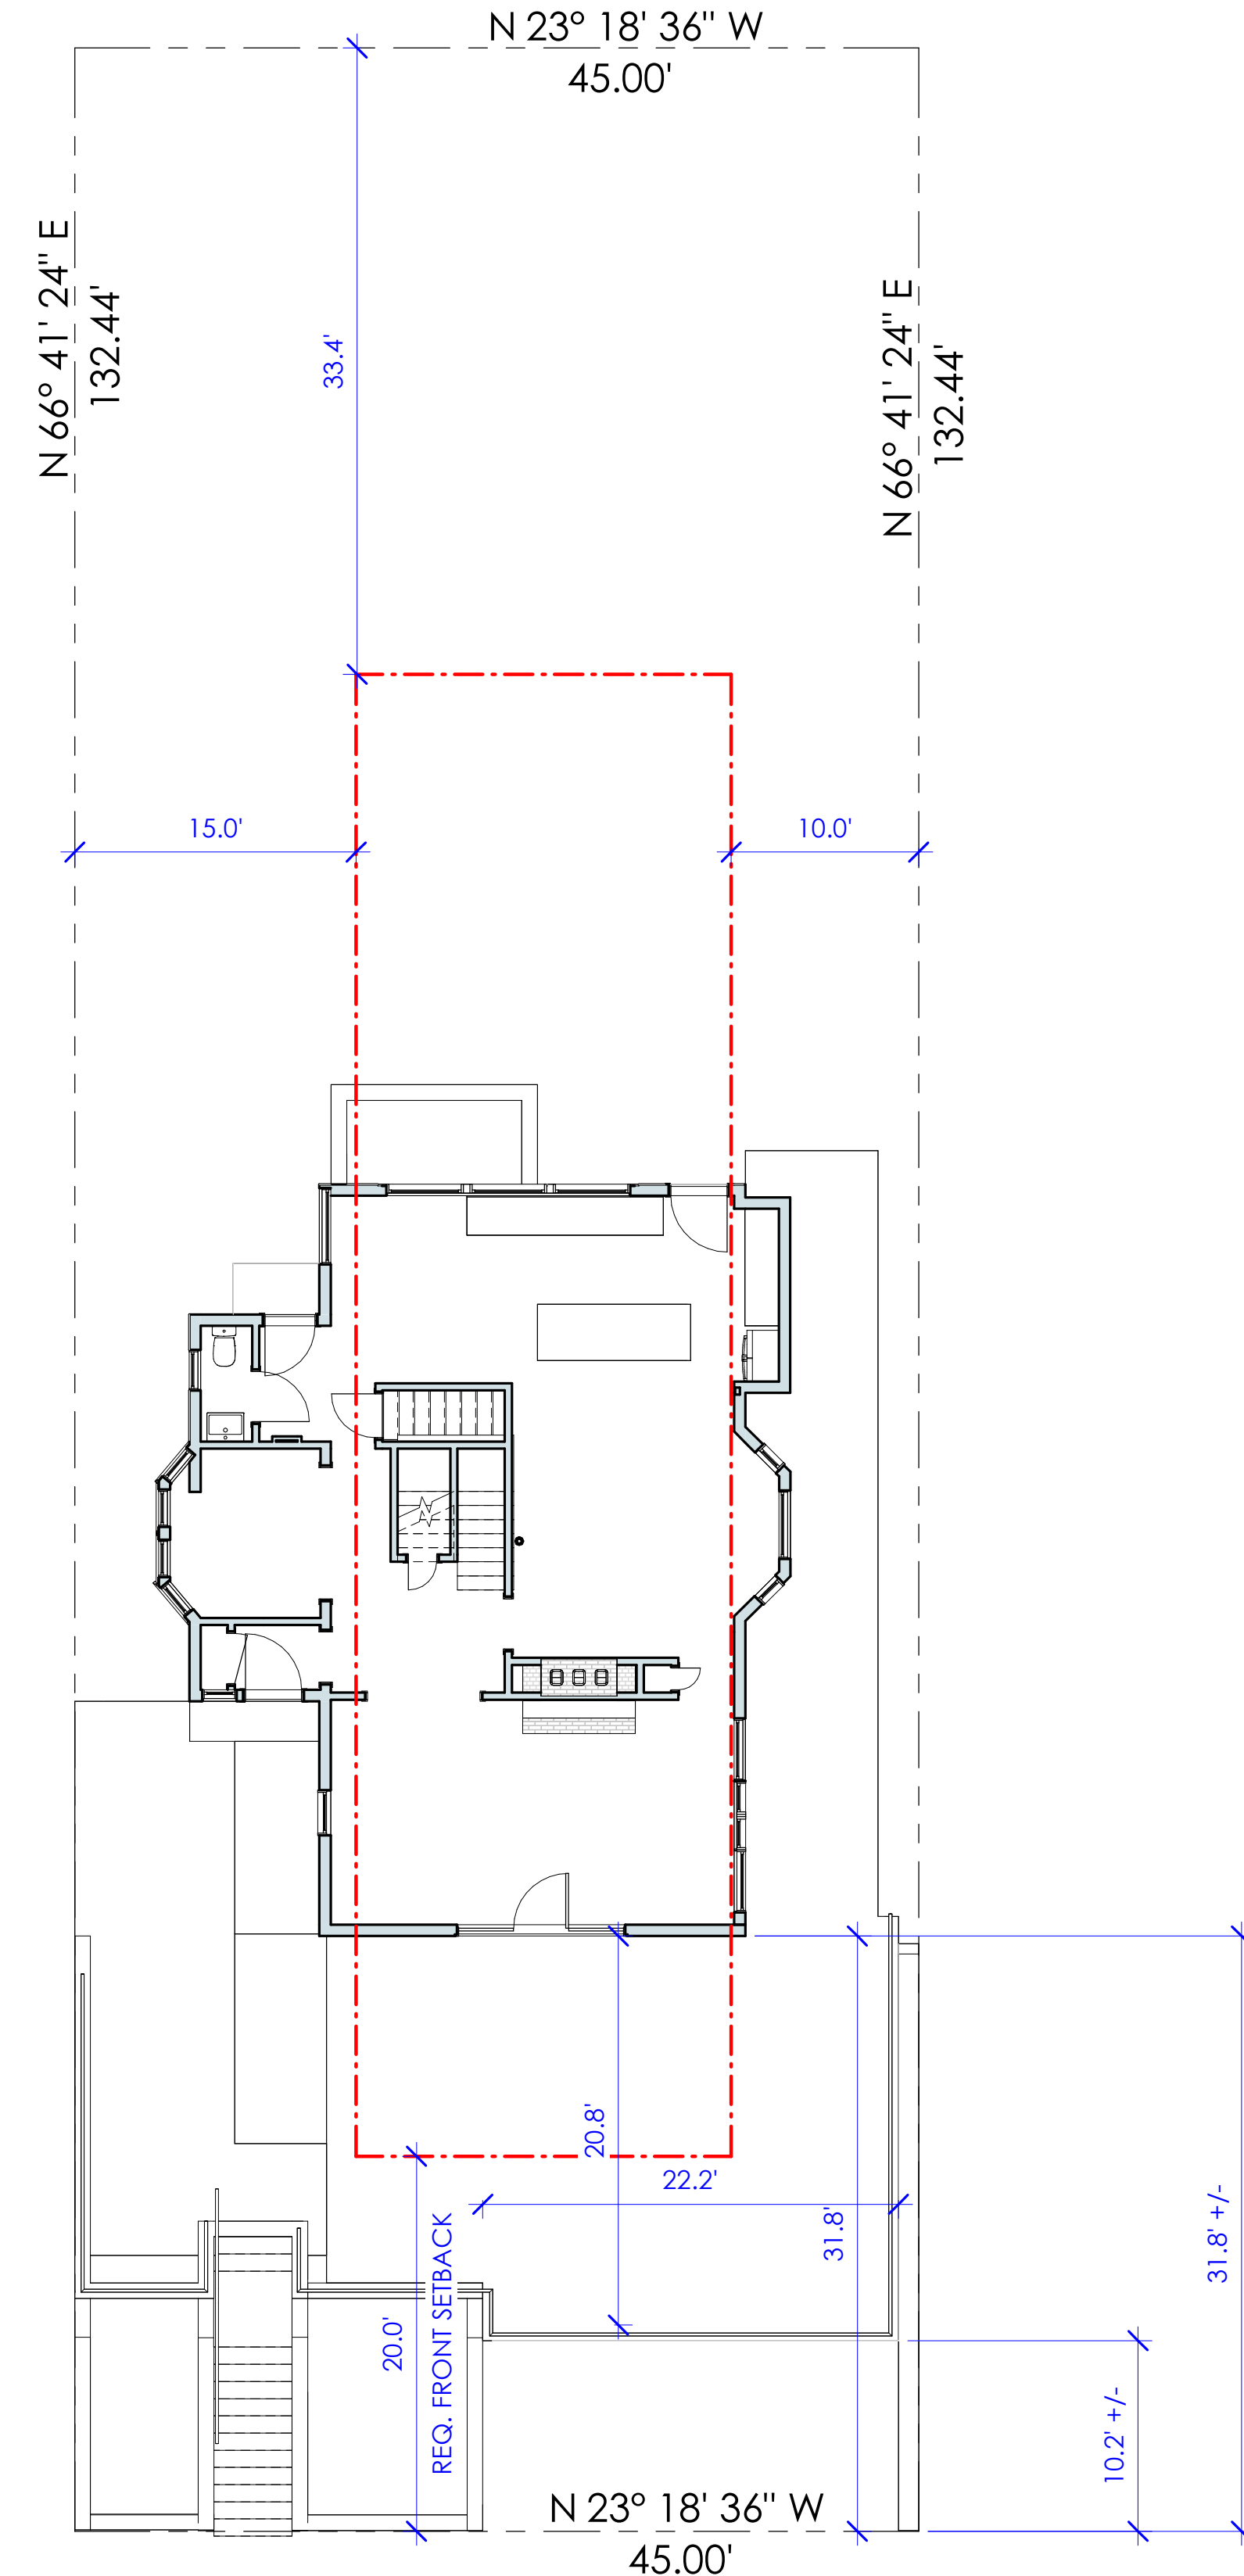 N 23° 18' 36" W
45.00'
N 66° 41' 24" E
132.44'
N 66° 41' 24" E
132.44'
33.4'
15.0'
10.0'
20.8'
22.2'
31.8'
31.8' +/-
20.0'
REQ. FRONT SETBACK
10.2' +/-
N 23° 18' 36" W
45.00'